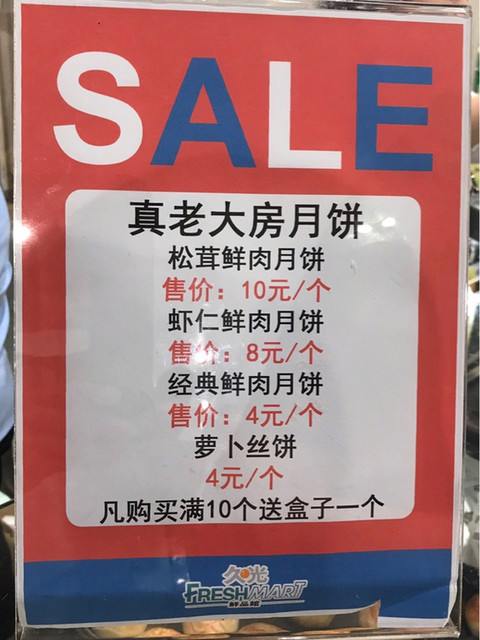 SALE
真老大房月饼
松茸鲜肉月饼
售价：10元/个
虾仁鲜肉月饼
售价：8元/个
经典鲜肉月饼
售价：4元/个
萝卜丝饼
4元/个
凡购买满10个送盒子一个
久光
FRESHMART
鲜品馆